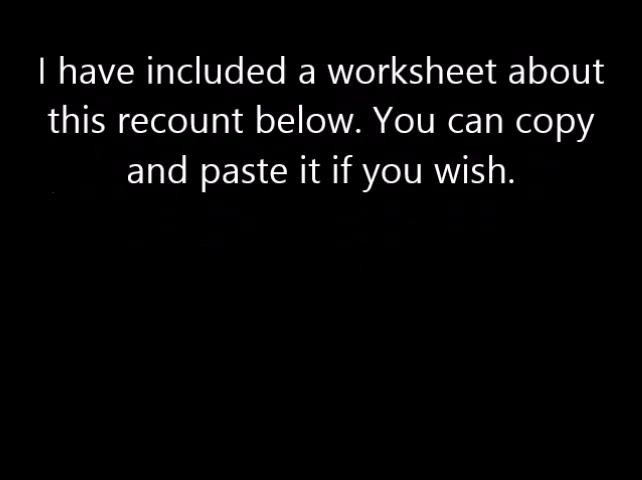 I have included a worksheet about
this recount below. You can copy
and paste it if you wish.